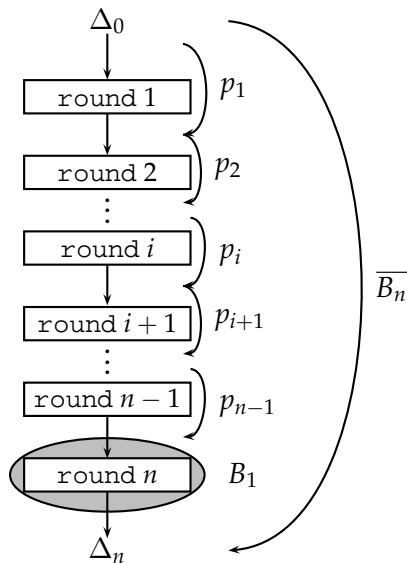 Δ₀
round 1
p₁
round 2
p₂
⋮
round i
pᵢ
B̅ₙ
round i + 1
pᵢ₊₁
⋮
round n − 1
pₙ₋₁
round n
B₁
Δₙ